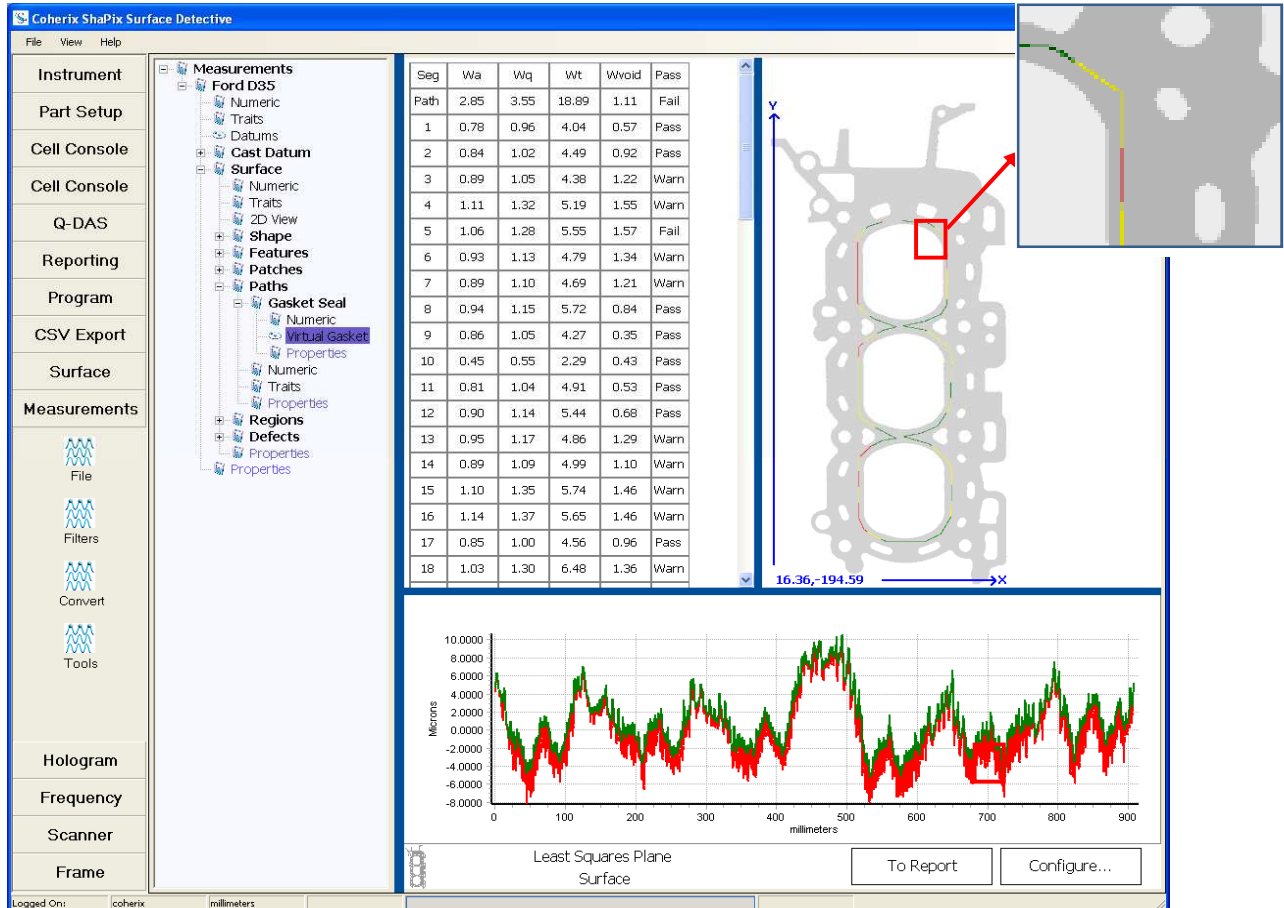 Coherix ShaPix Surface Detective
File View Help
Instrument
Part Setup
Cell Console
Cell Console
Q-DAS
Reporting
Program
CSV Export
Surface
Measurements
File
Filters
Convert
Tools
Hologram
Frequency
Scanner
Frame
Measurements
Ford D35
Numeric
Traits
Datums
Cast Datum
Surface
Numeric
Traits
2D View
Shape
Features
Patches
Paths
Gasket Seal
Numeric
Virtual Gasket
Properties
Numeric
Traits
Properties
Regions
Defects
Properties
Properties
Seg Wa Wq Wt Wvoid Pass
Path 2.85 3.55 18.89 1.11 Fail
1 0.78 0.96 4.04 0.57 Pass
2 0.84 1.02 4.49 0.92 Pass
3 0.89 1.05 4.38 1.22 Warn
4 1.11 1.32 5.19 1.55 Warn
5 1.06 1.28 5.55 1.57 Fail
6 0.93 1.13 4.79 1.34 Warn
7 0.89 1.10 4.69 1.21 Warn
8 0.94 1.15 5.72 0.84 Pass
9 0.86 1.05 4.27 0.35 Pass
10 0.45 0.55 2.29 0.43 Pass
11 0.81 1.04 4.91 0.53 Pass
12 0.90 1.14 5.44 0.68 Pass
13 0.95 1.17 4.86 1.29 Warn
14 0.89 1.09 4.99 1.10 Warn
15 1.10 1.35 5.74 1.46 Warn
16 1.14 1.37 5.65 1.46 Warn
17 0.85 1.00 4.56 0.96 Pass
18 1.03 1.30 6.48 1.36 Warn
Y
16.36,-194.59 X
Microns
10.0000
8.0000
6.0000
4.0000
2.0000
0.0000
-2.0000
-4.0000
-6.0000
-8.0000
0 100 200 300 400 500 600 700 800 900
millimeters
Least Squares Plane
Surface
To Report
Configure...
Logged On: coherix millimeters